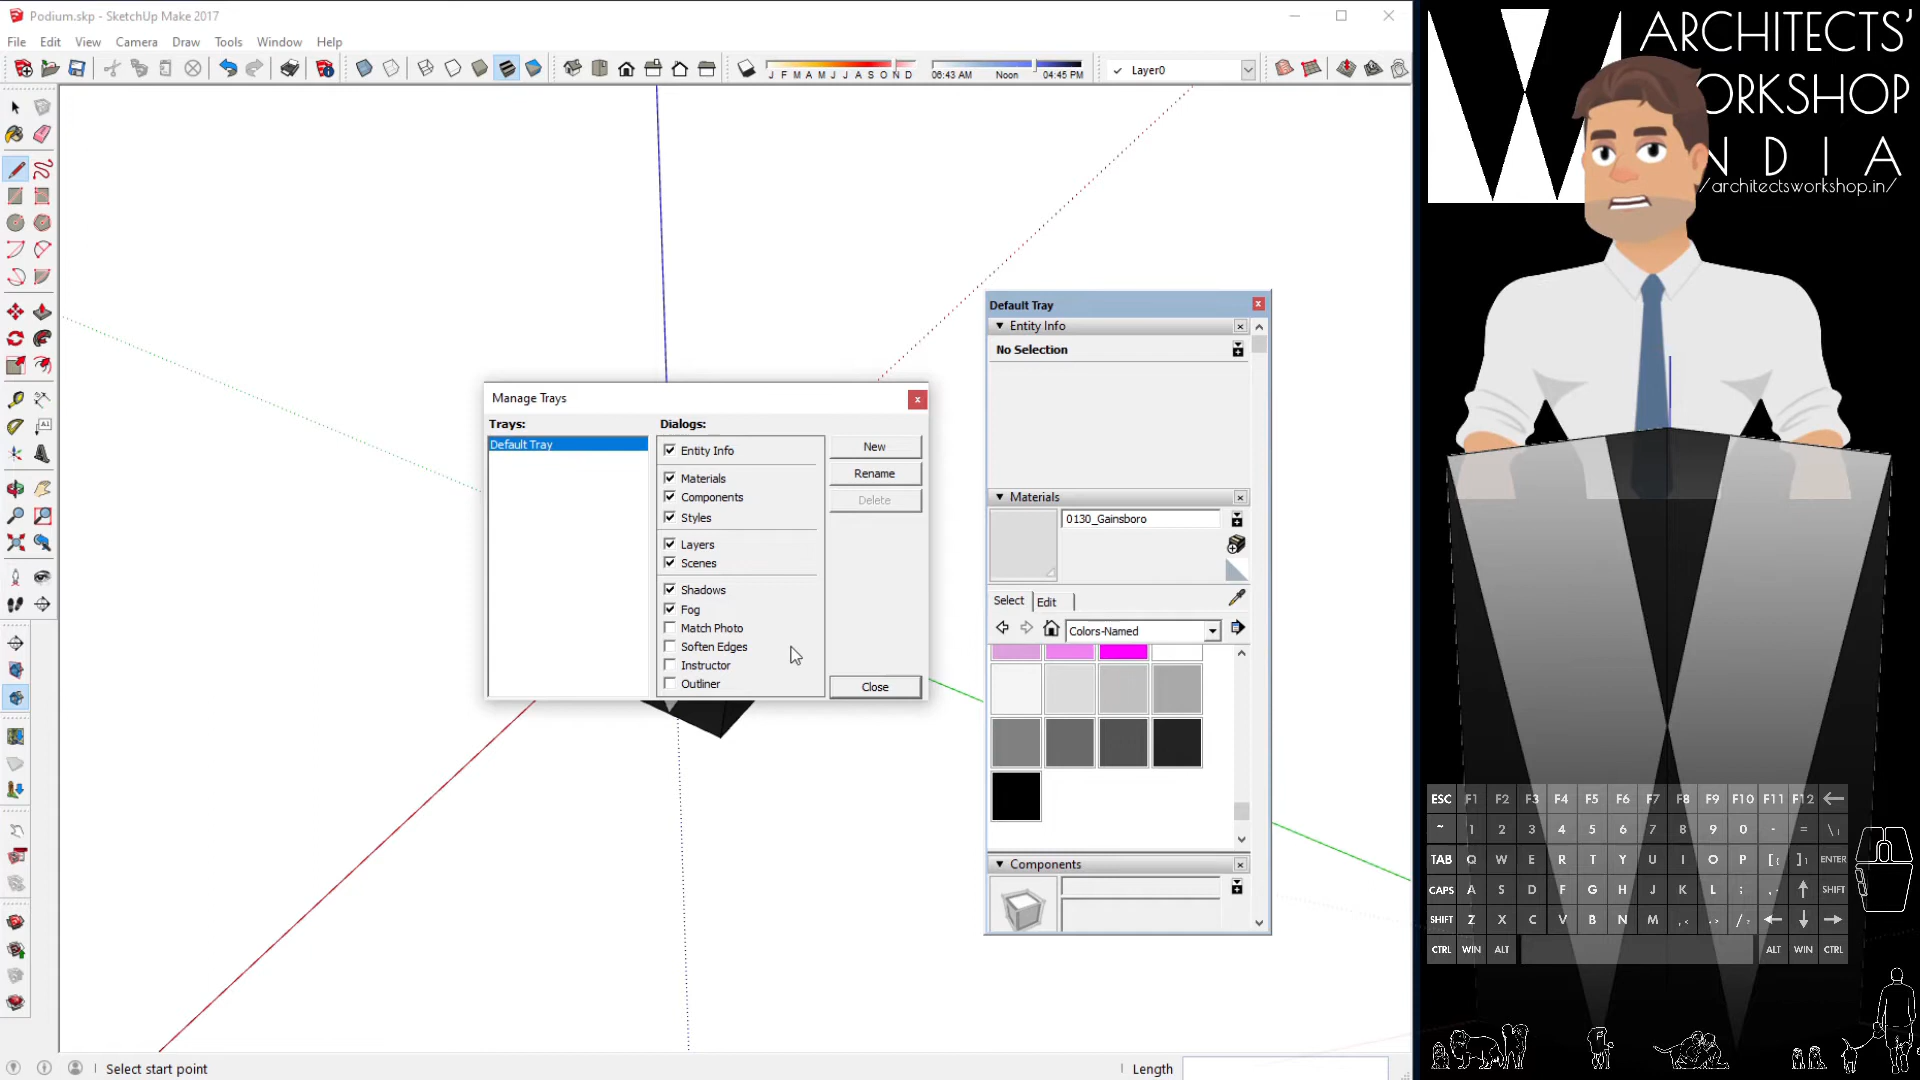 Podium.skp - SketchUp Make 2017
File Edit View Camera Draw Tools Window Help
J F M A M J J A S O N D
06:43 AM Noon 04:45 PM
Layer0
Manage Trays
Trays:
Dialogs:
Default Tray
Entity Info
Materials
Components
Styles
Layers
Scenes
Shadows
Fog
Match Photo
Soften Edges
Instructor
Outliner
New
Rename
Delete
Close
Default Tray
Entity Info
No Selection
Materials
0130_Gainsboro
Select Edit
Colors-Named
Components
Select start point
Length
ARCHITECTS'
ORKSHOP
NDIA
/architectsworkshop.in/
ESC F1 F2 F3 F4 F5 F6 F7 F8 F9 F10 F11 F12
~ 1 2 3 4 5 6 7 8 9 0 - = \
TAB Q W E R T Y U I O P [ ] ENTER
CAPS A S D F G H J K L ; SHIFT
SHIFT Z X C V B N M
CTRL WIN ALT ALT WIN CTRL